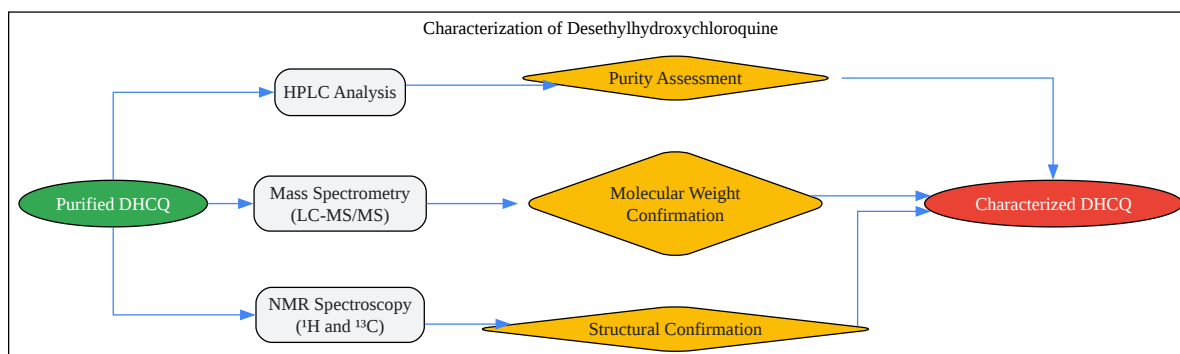 Characterization of Desethylhydroxychloroquine
HPLC Analysis
Purity Assessment
Purified DHCQ
Mass Spectrometry
(LC-MS/MS)
Molecular Weight
Confirmation
Characterized DHCQ
NMR Spectroscopy
(¹H and ¹³C)
Structural Confirmation